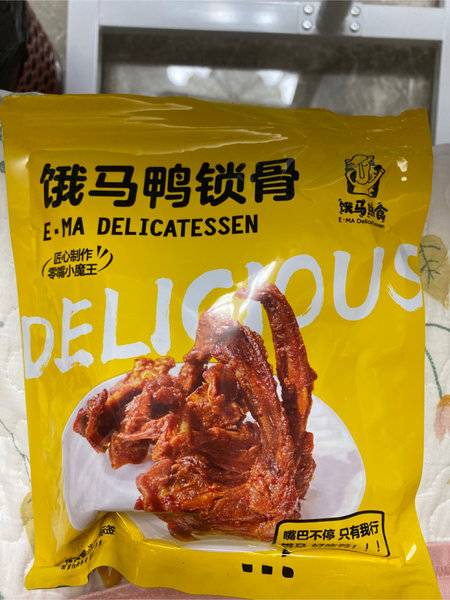 饿马鸭锁骨
E·MA DELICATESSEN
饿马熟食
E·MA Delicatessen
匠心制作
零嘴小魔王
DELICIOUS
嘴巴不停 只有我行